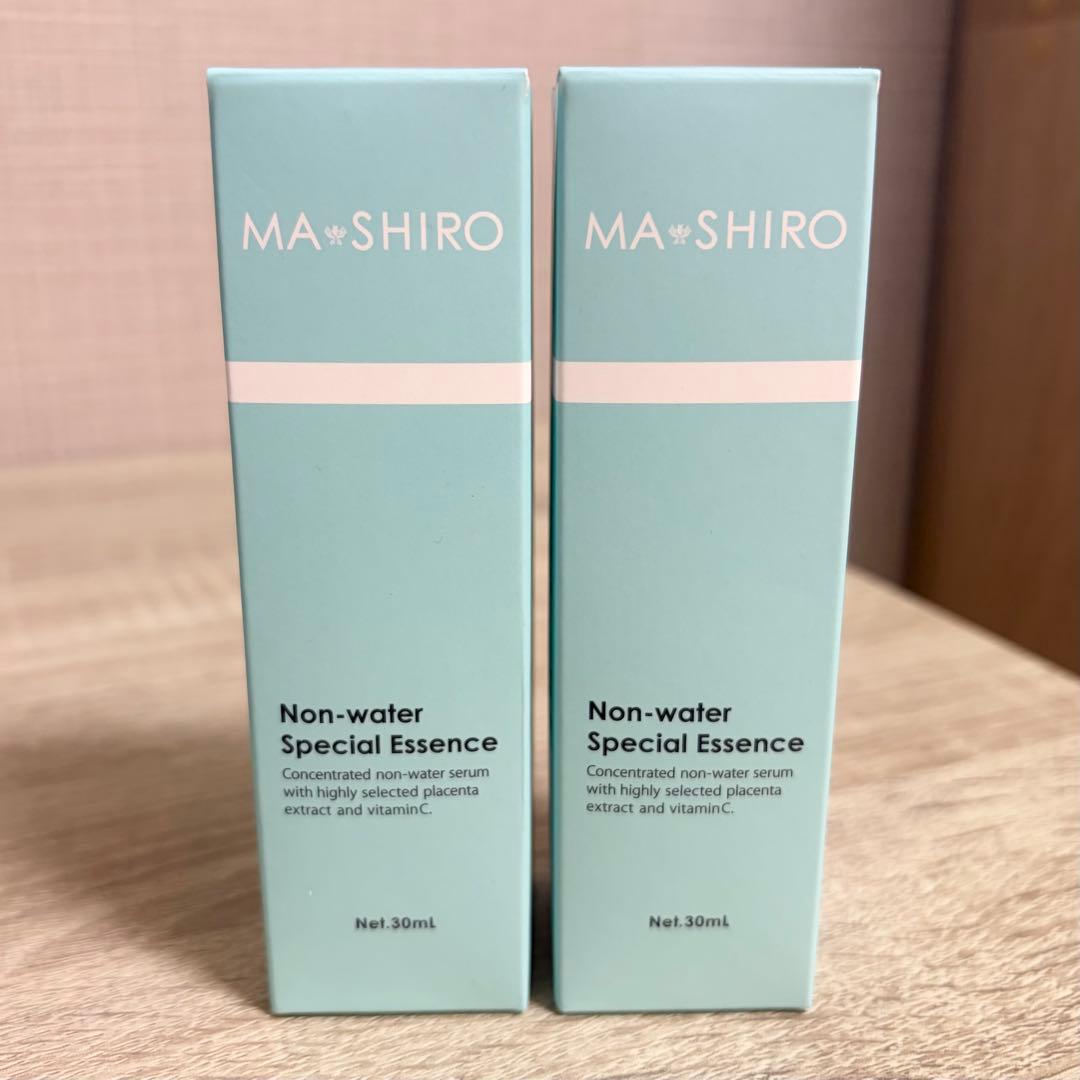 MA SHIRO
Non-water
Special Essence
Concentrated non-water serum
with highly selected placenta
extract and vitaminC.
Net.30mL
MA SHIRO
Non-water
Special Essence
Concentrated non-water serum
with highly selected placenta
extract and vitaminC.
Net.30mL